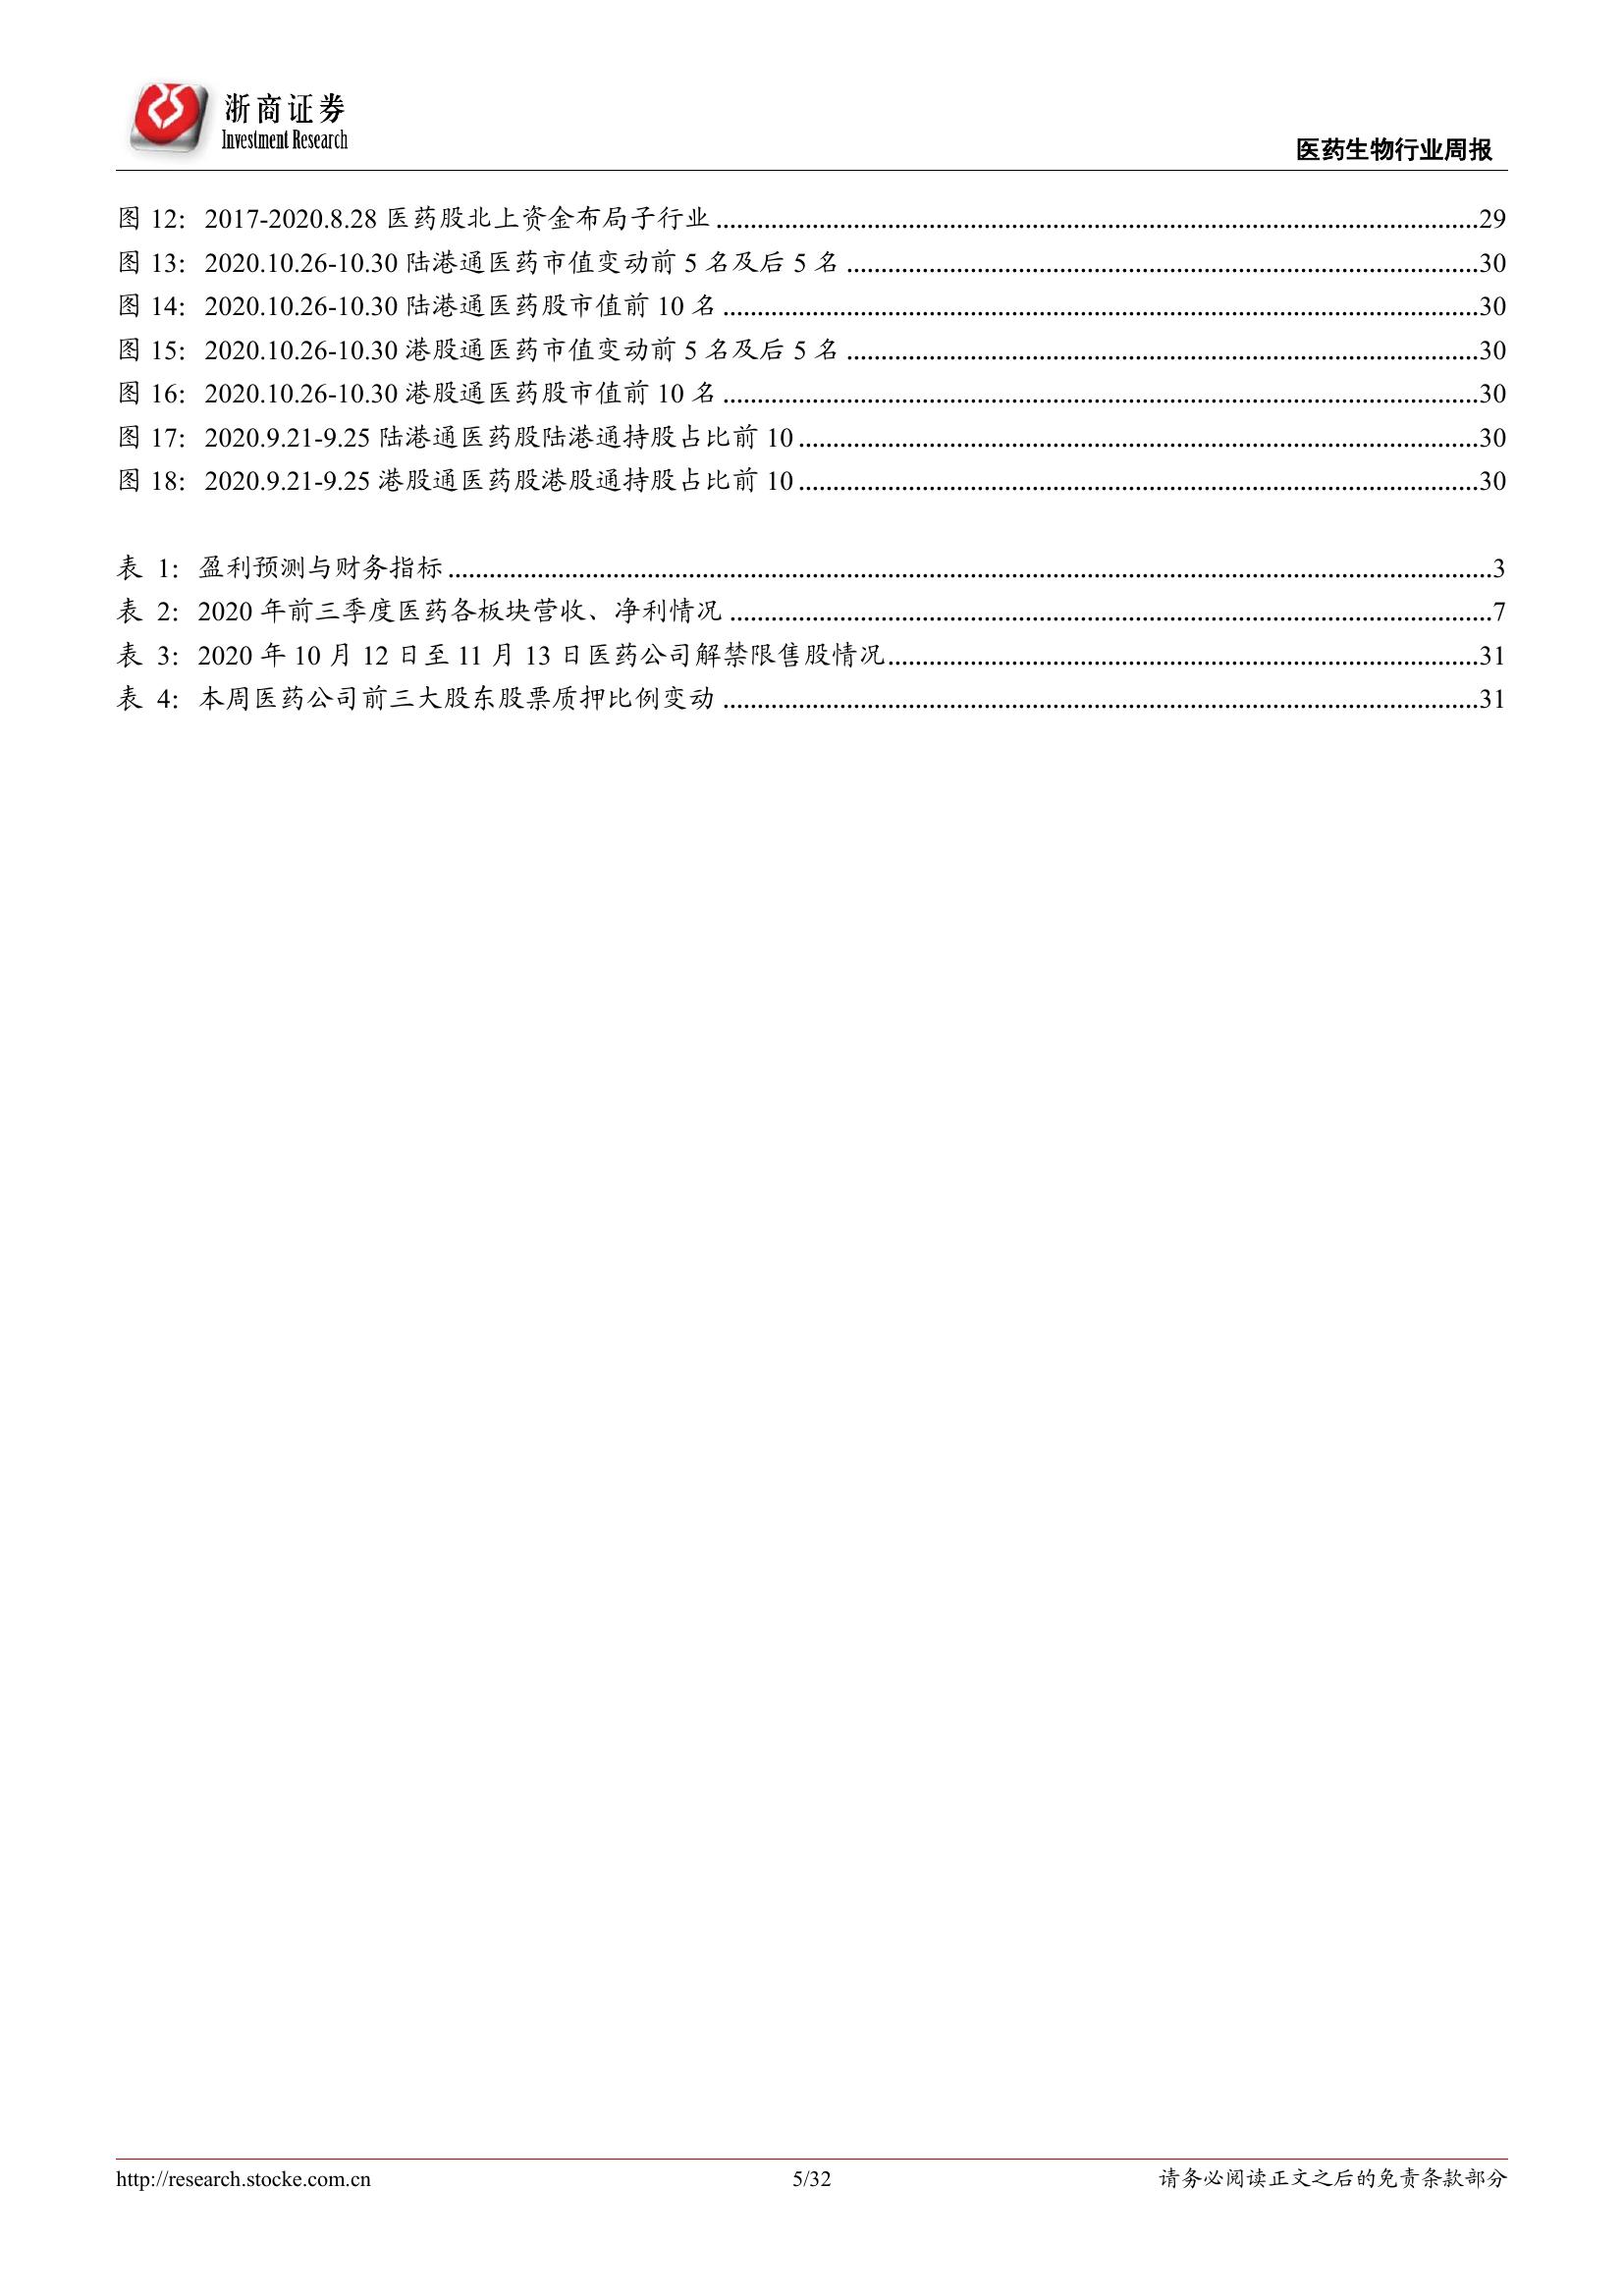 浙商证券
Investment Research
医药生物行业周报
图 12: 2017-2020.8.28 医药股北上资金布局子行业 ........................................29
图 13: 2020.10.26-10.30 陆港通医药市值变动前 5 名及后 5 名 ........................................30
图 14: 2020.10.26-10.30 陆港通医药股市值前 10 名 ........................................30
图 15: 2020.10.26-10.30 港股通医药市值变动前 5 名及后 5 名 ........................................30
图 16: 2020.10.26-10.30 港股通医药股市值前 10 名 ........................................30
图 17: 2020.9.21-9.25 陆港通医药股陆港通持股占比前 10 ........................................30
图 18: 2020.9.21-9.25 港股通医药股港股通持股占比前 10 ........................................30
表 1: 盈利预测与财务指标 ........................................3
表 2: 2020 年前三季度医药各板块营收、净利情况 ........................................7
表 3: 2020 年 10 月 12 日至 11 月 13 日医药公司解禁限售股情况........................................31
表 4: 本周医药公司前三大股东股票质押比例变动 ........................................31
http://research.stocke.com.cn
5/32
请务必阅读正文之后的免责条款部分